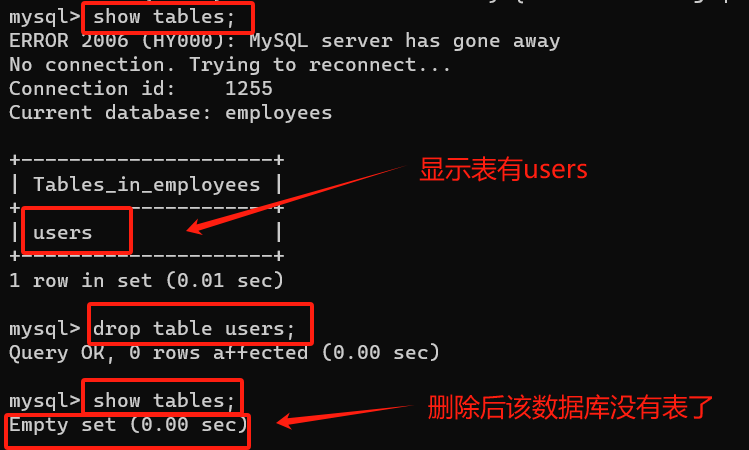 mysql> show tables;
ERROR 2006 (HY000): MySQL server has gone away
No connection. Trying to reconnect...
Connection id:    1255
Current database: employees
+---------------------+
| Tables_in_employees |
+---------------------+
| users               |
+---------------------+
显示表有users
1 row in set (0.01 sec)
mysql> drop table users;
Query OK, 0 rows affected (0.00 sec)
mysql> show tables;
Empty set (0.00 sec)
删除后该数据库没有表了